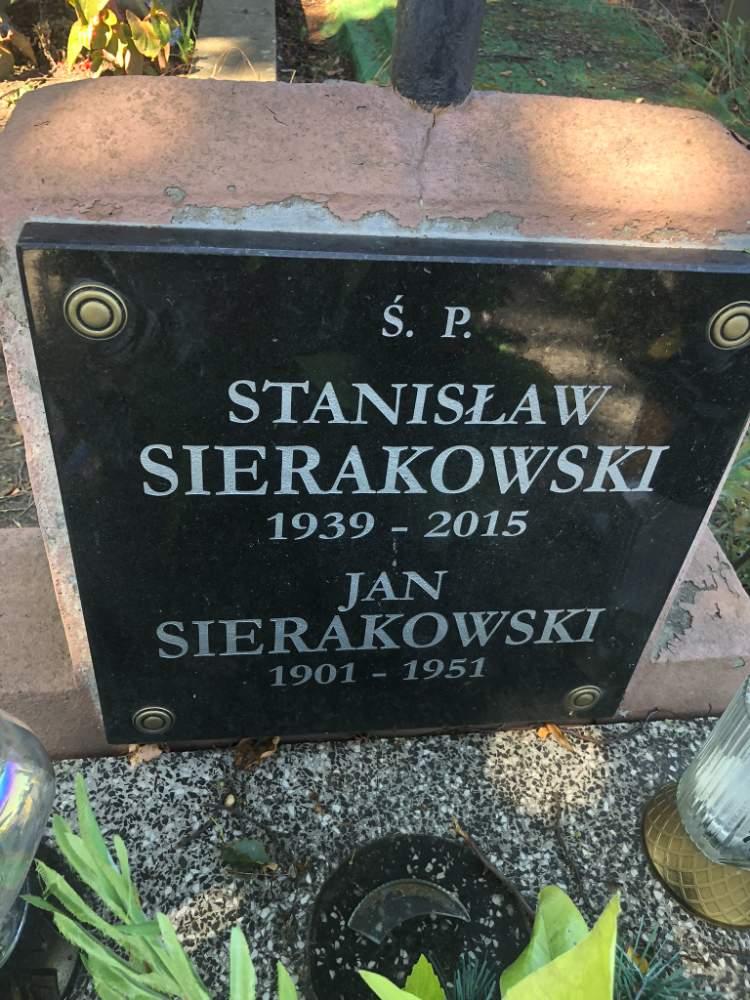 Ś. P.
STANISŁAW
SIERAKOWSKI
1939 - 2015
JAN
SIERAKOWSKI
1901 - 1951